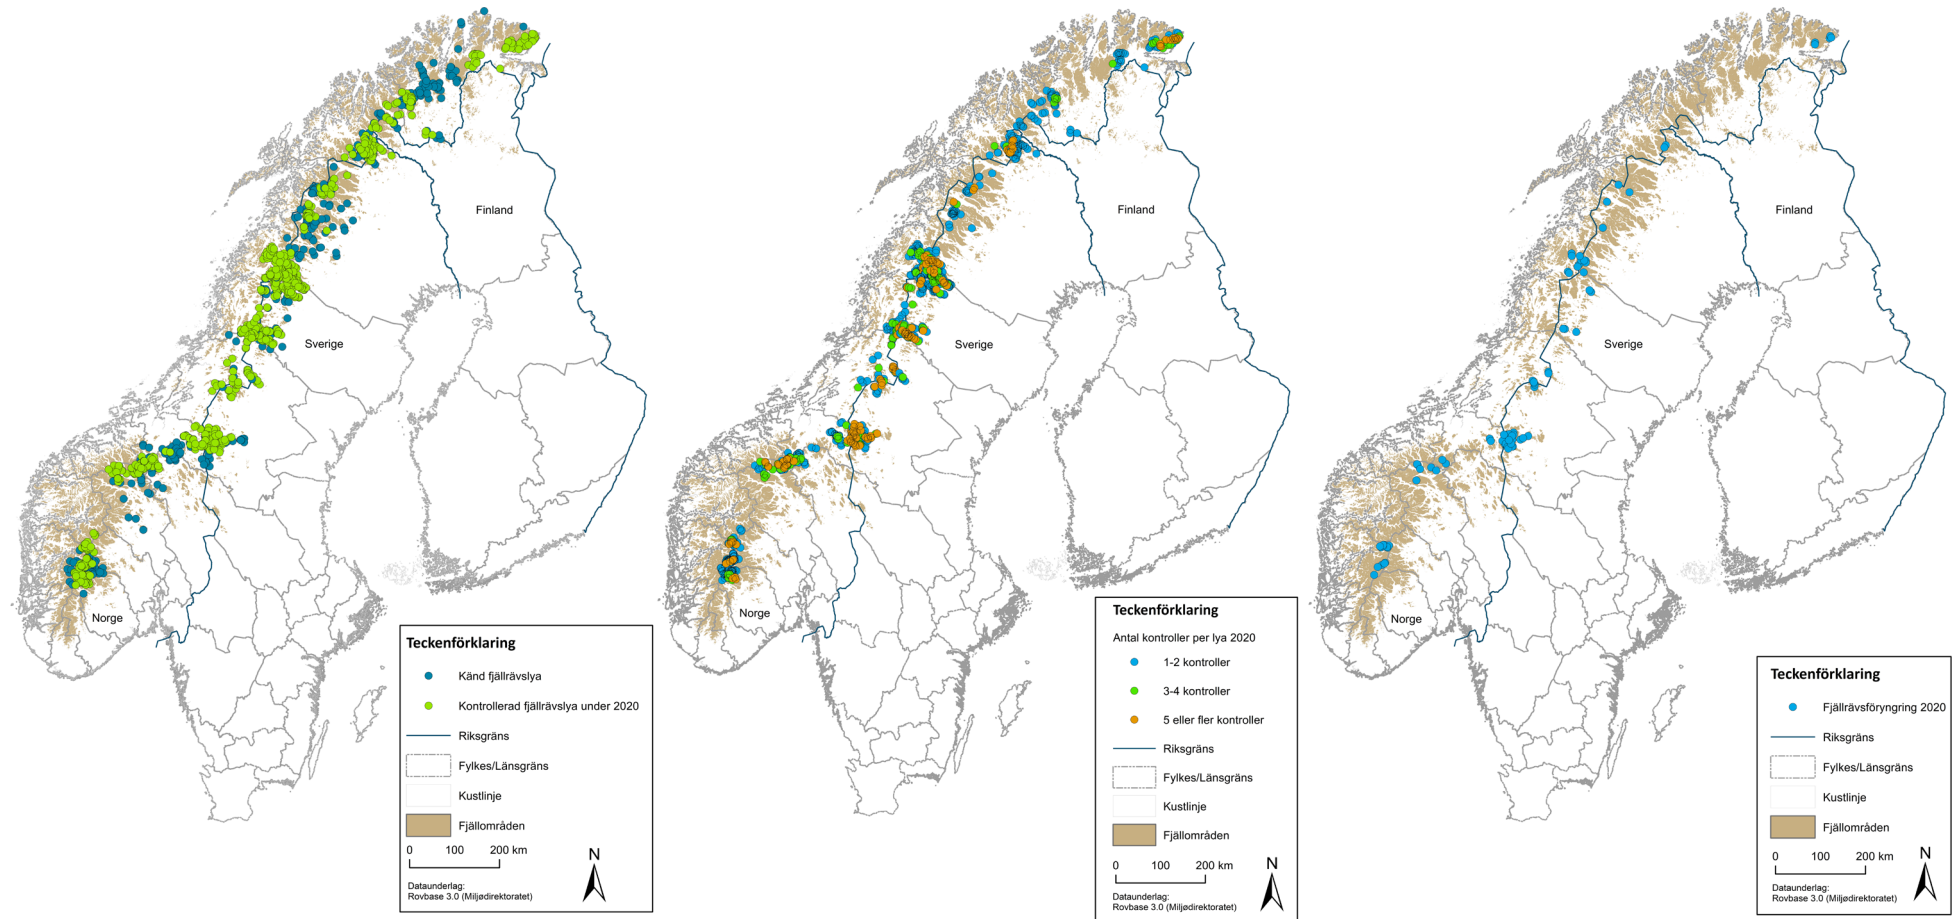 Finland
Sverige
Norge
Teckenförklaring
Känd fjällrävslya
Kontrollerad fjällrävslya under 2020
Riksgräns
Fylkes/Länsgräns
Kustlinje
Fjällområden
0 100 200 km
N
Dataunderlag:
Rovbase 3.0 (Miljødirektoratet)
Finland
Sverige
Norge
Teckenförklaring
Antal kontroller per lya 2020
1-2 kontroller
3-4 kontroller
5 eller fler kontroller
Riksgräns
Fylkes/Länsgräns
Kustlinje
Fjällområden
0 100 200 km
N
Dataunderlag:
Rovbase 3.0 (Miljødirektoratet)
Finland
Sverige
Norge
Teckenförklaring
Fjällrävsföryngring 2020
Riksgräns
Fylkes/Länsgräns
Kustlinje
Fjällområden
0 100 200 km
N
Dataunderlag:
Rovbase 3.0 (Miljødirektoratet)